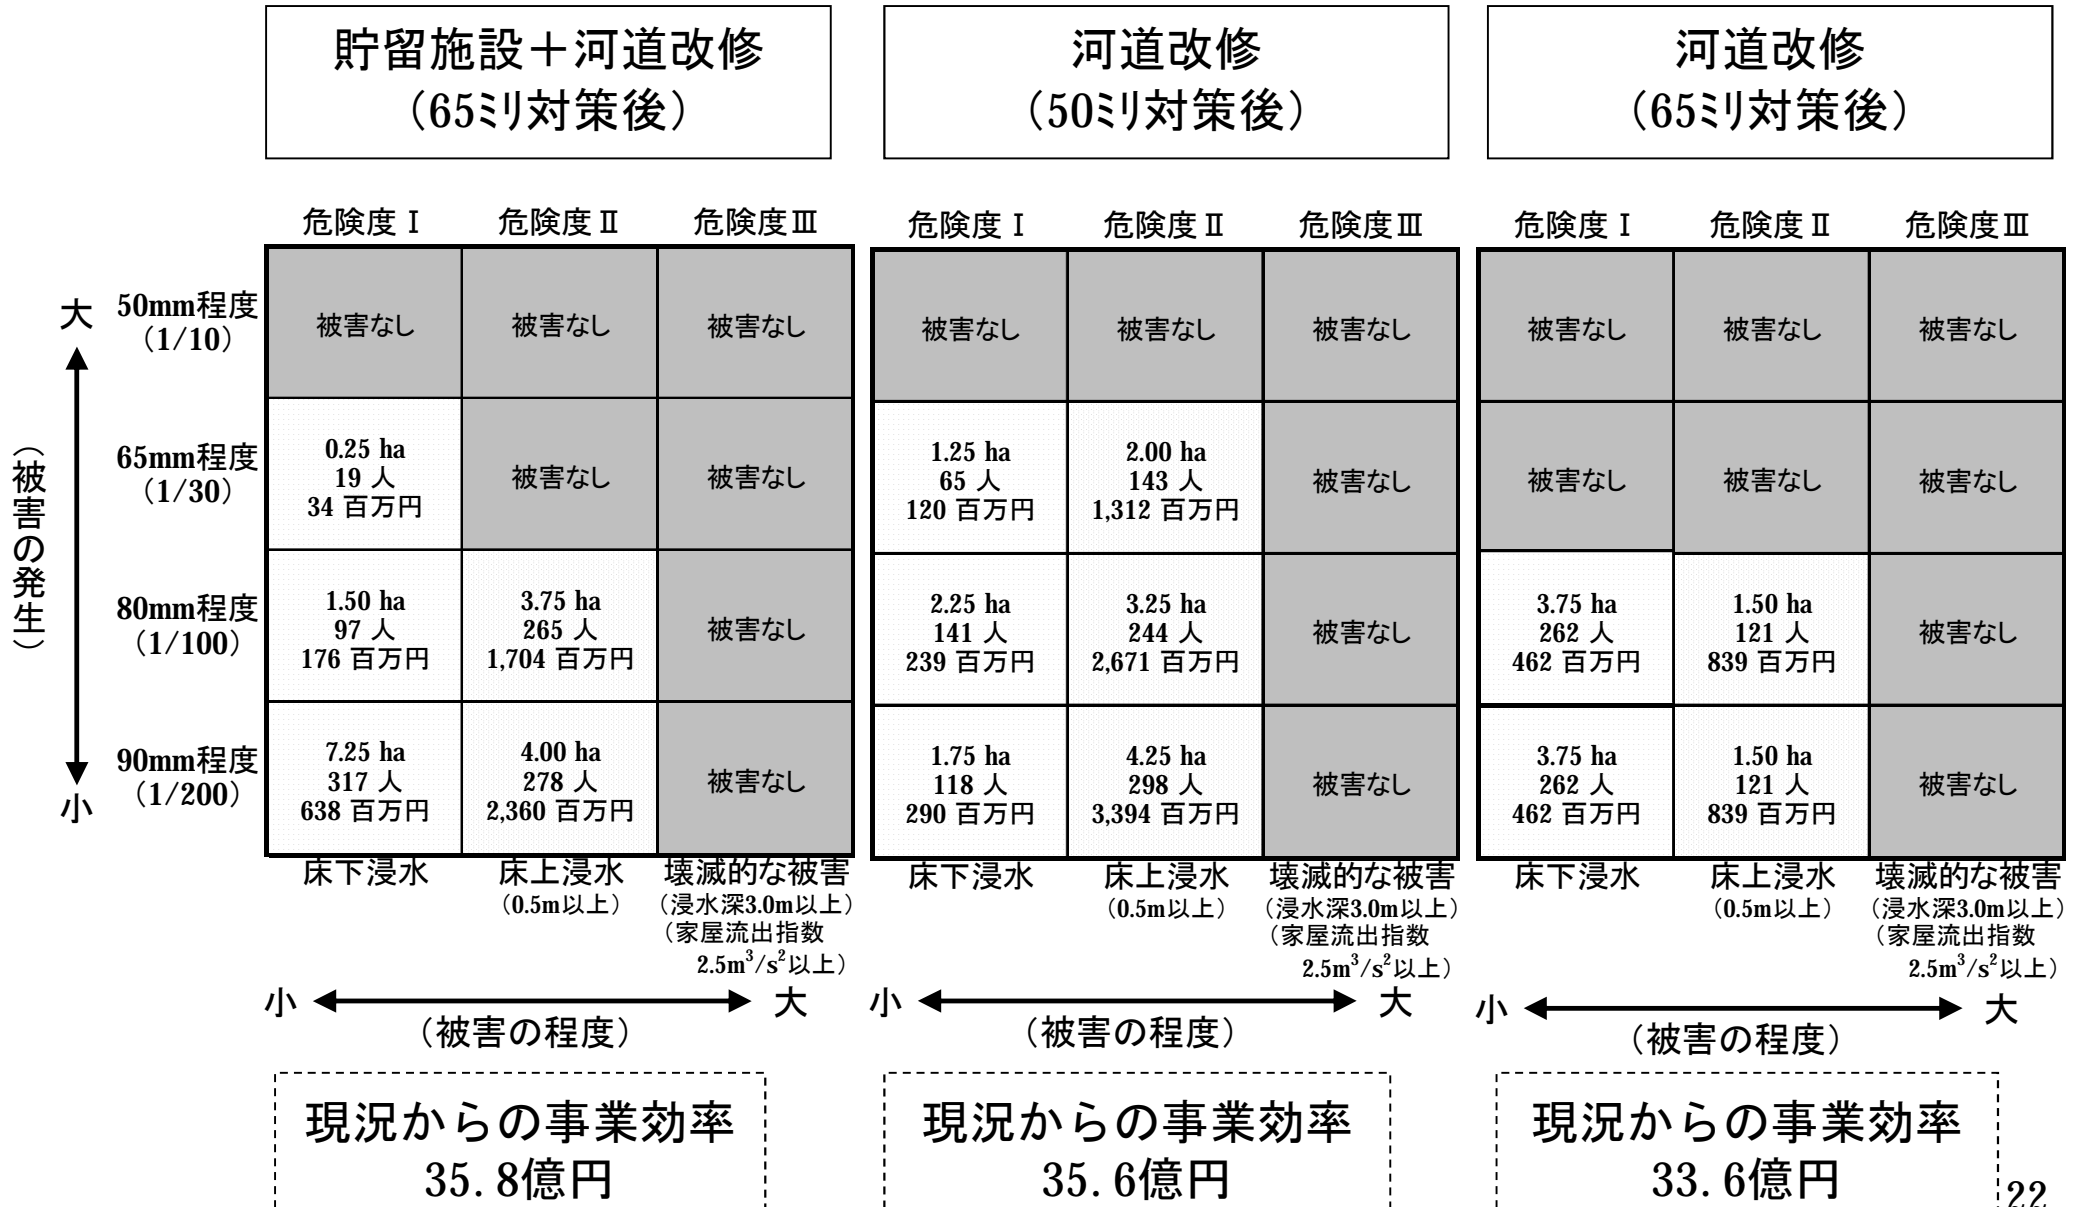 貯留施設＋河道改修
（65ﾐﾘ対策後）
河道改修
（50ﾐﾘ対策後）
河道改修
（65ﾐﾘ対策後）
危険度Ⅰ
危険度Ⅱ
危険度Ⅲ
危険度Ⅰ
危険度Ⅱ
危険度Ⅲ
危険度Ⅰ
危険度Ⅱ
危険度Ⅲ
（被害の発生）
大
小
50mm程度
（1/10）
被害なし
被害なし
被害なし
被害なし
被害なし
被害なし
被害なし
被害なし
被害なし
65mm程度
（1/30）
0.25 ha
19 人
34 百万円
被害なし
被害なし
1.25 ha
65 人
120 百万円
2.00 ha
143 人
1,312 百万円
被害なし
被害なし
被害なし
被害なし
80mm程度
（1/100）
1.50 ha
97 人
176 百万円
3.75 ha
265 人
1,704 百万円
被害なし
2.25 ha
141 人
239 百万円
3.25 ha
244 人
2,671 百万円
被害なし
3.75 ha
262 人
462 百万円
1.50 ha
121 人
839 百万円
被害なし
90mm程度
（1/200）
7.25 ha
317 人
638 百万円
4.00 ha
278 人
2,360 百万円
被害なし
1.75 ha
118 人
290 百万円
4.25 ha
298 人
3,394 百万円
被害なし
3.75 ha
262 人
462 百万円
1.50 ha
121 人
839 百万円
被害なし
床下浸水
床上浸水
（0.5m以上）
壊滅的な被害
（浸水深3.0m以上）
（家屋流出指数
2.5m³/s²以上）
床下浸水
床上浸水
（0.5m以上）
壊滅的な被害
（浸水深3.0m以上）
（家屋流出指数
2.5m³/s²以上）
床下浸水
床上浸水
（0.5m以上）
壊滅的な被害
（浸水深3.0m以上）
（家屋流出指数
2.5m³/s²以上）
小 大
（被害の程度）
小 大
（被害の程度）
小 大
（被害の程度）
現況からの事業効率
35.8億円
現況からの事業効率
35.6億円
現況からの事業効率
33.6億円
22